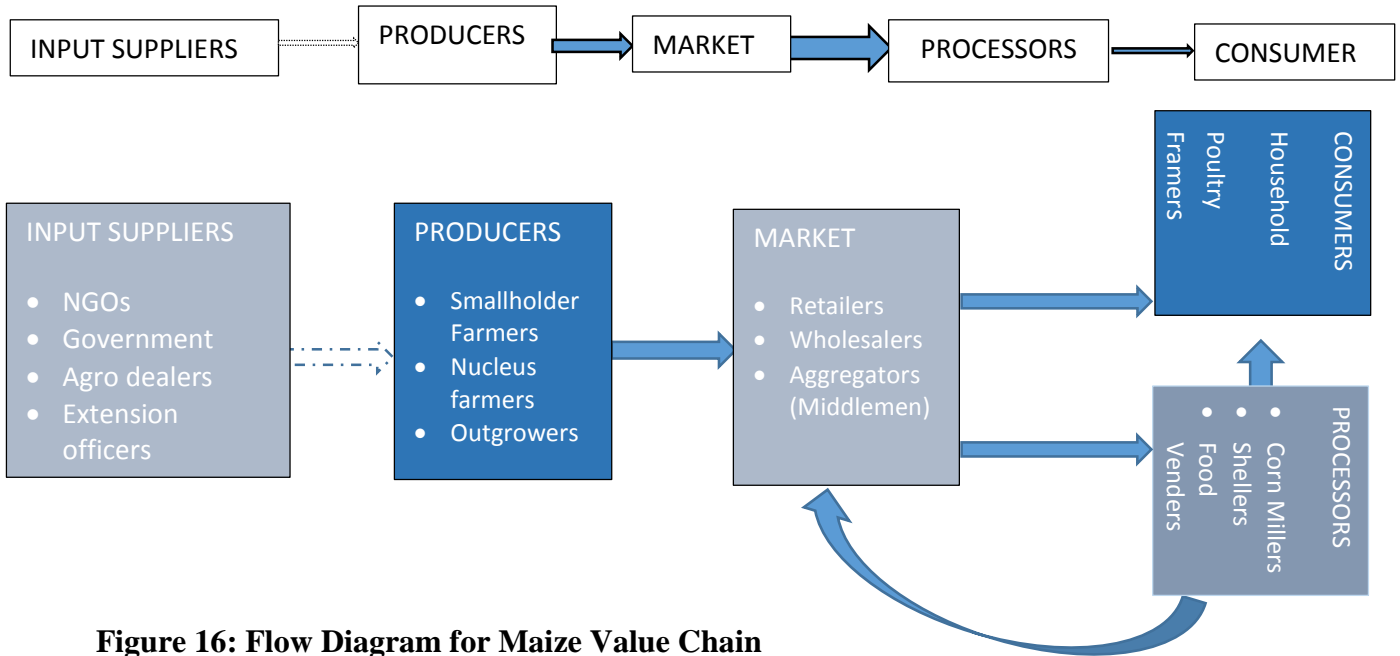 INPUT SUPPLIERS
PRODUCERS
MARKET
PROCESSORS
CONSUMER
INPUT SUPPLIERS
• NGOs
• Government
• Agro dealers
• Extension
officers
PRODUCERS
• Smallholder
Farmers
• Nucleus
farmers
• Outgrowers
MARKET
• Retailers
• Wholesalers
• Aggregators
(Middlemen)
CONSUMERS
Household
Poultry
Framers
PROCESSORS
• Corn Millers
• Shellers
• Food
Venders
Figure 16: Flow Diagram for Maize Value Chain